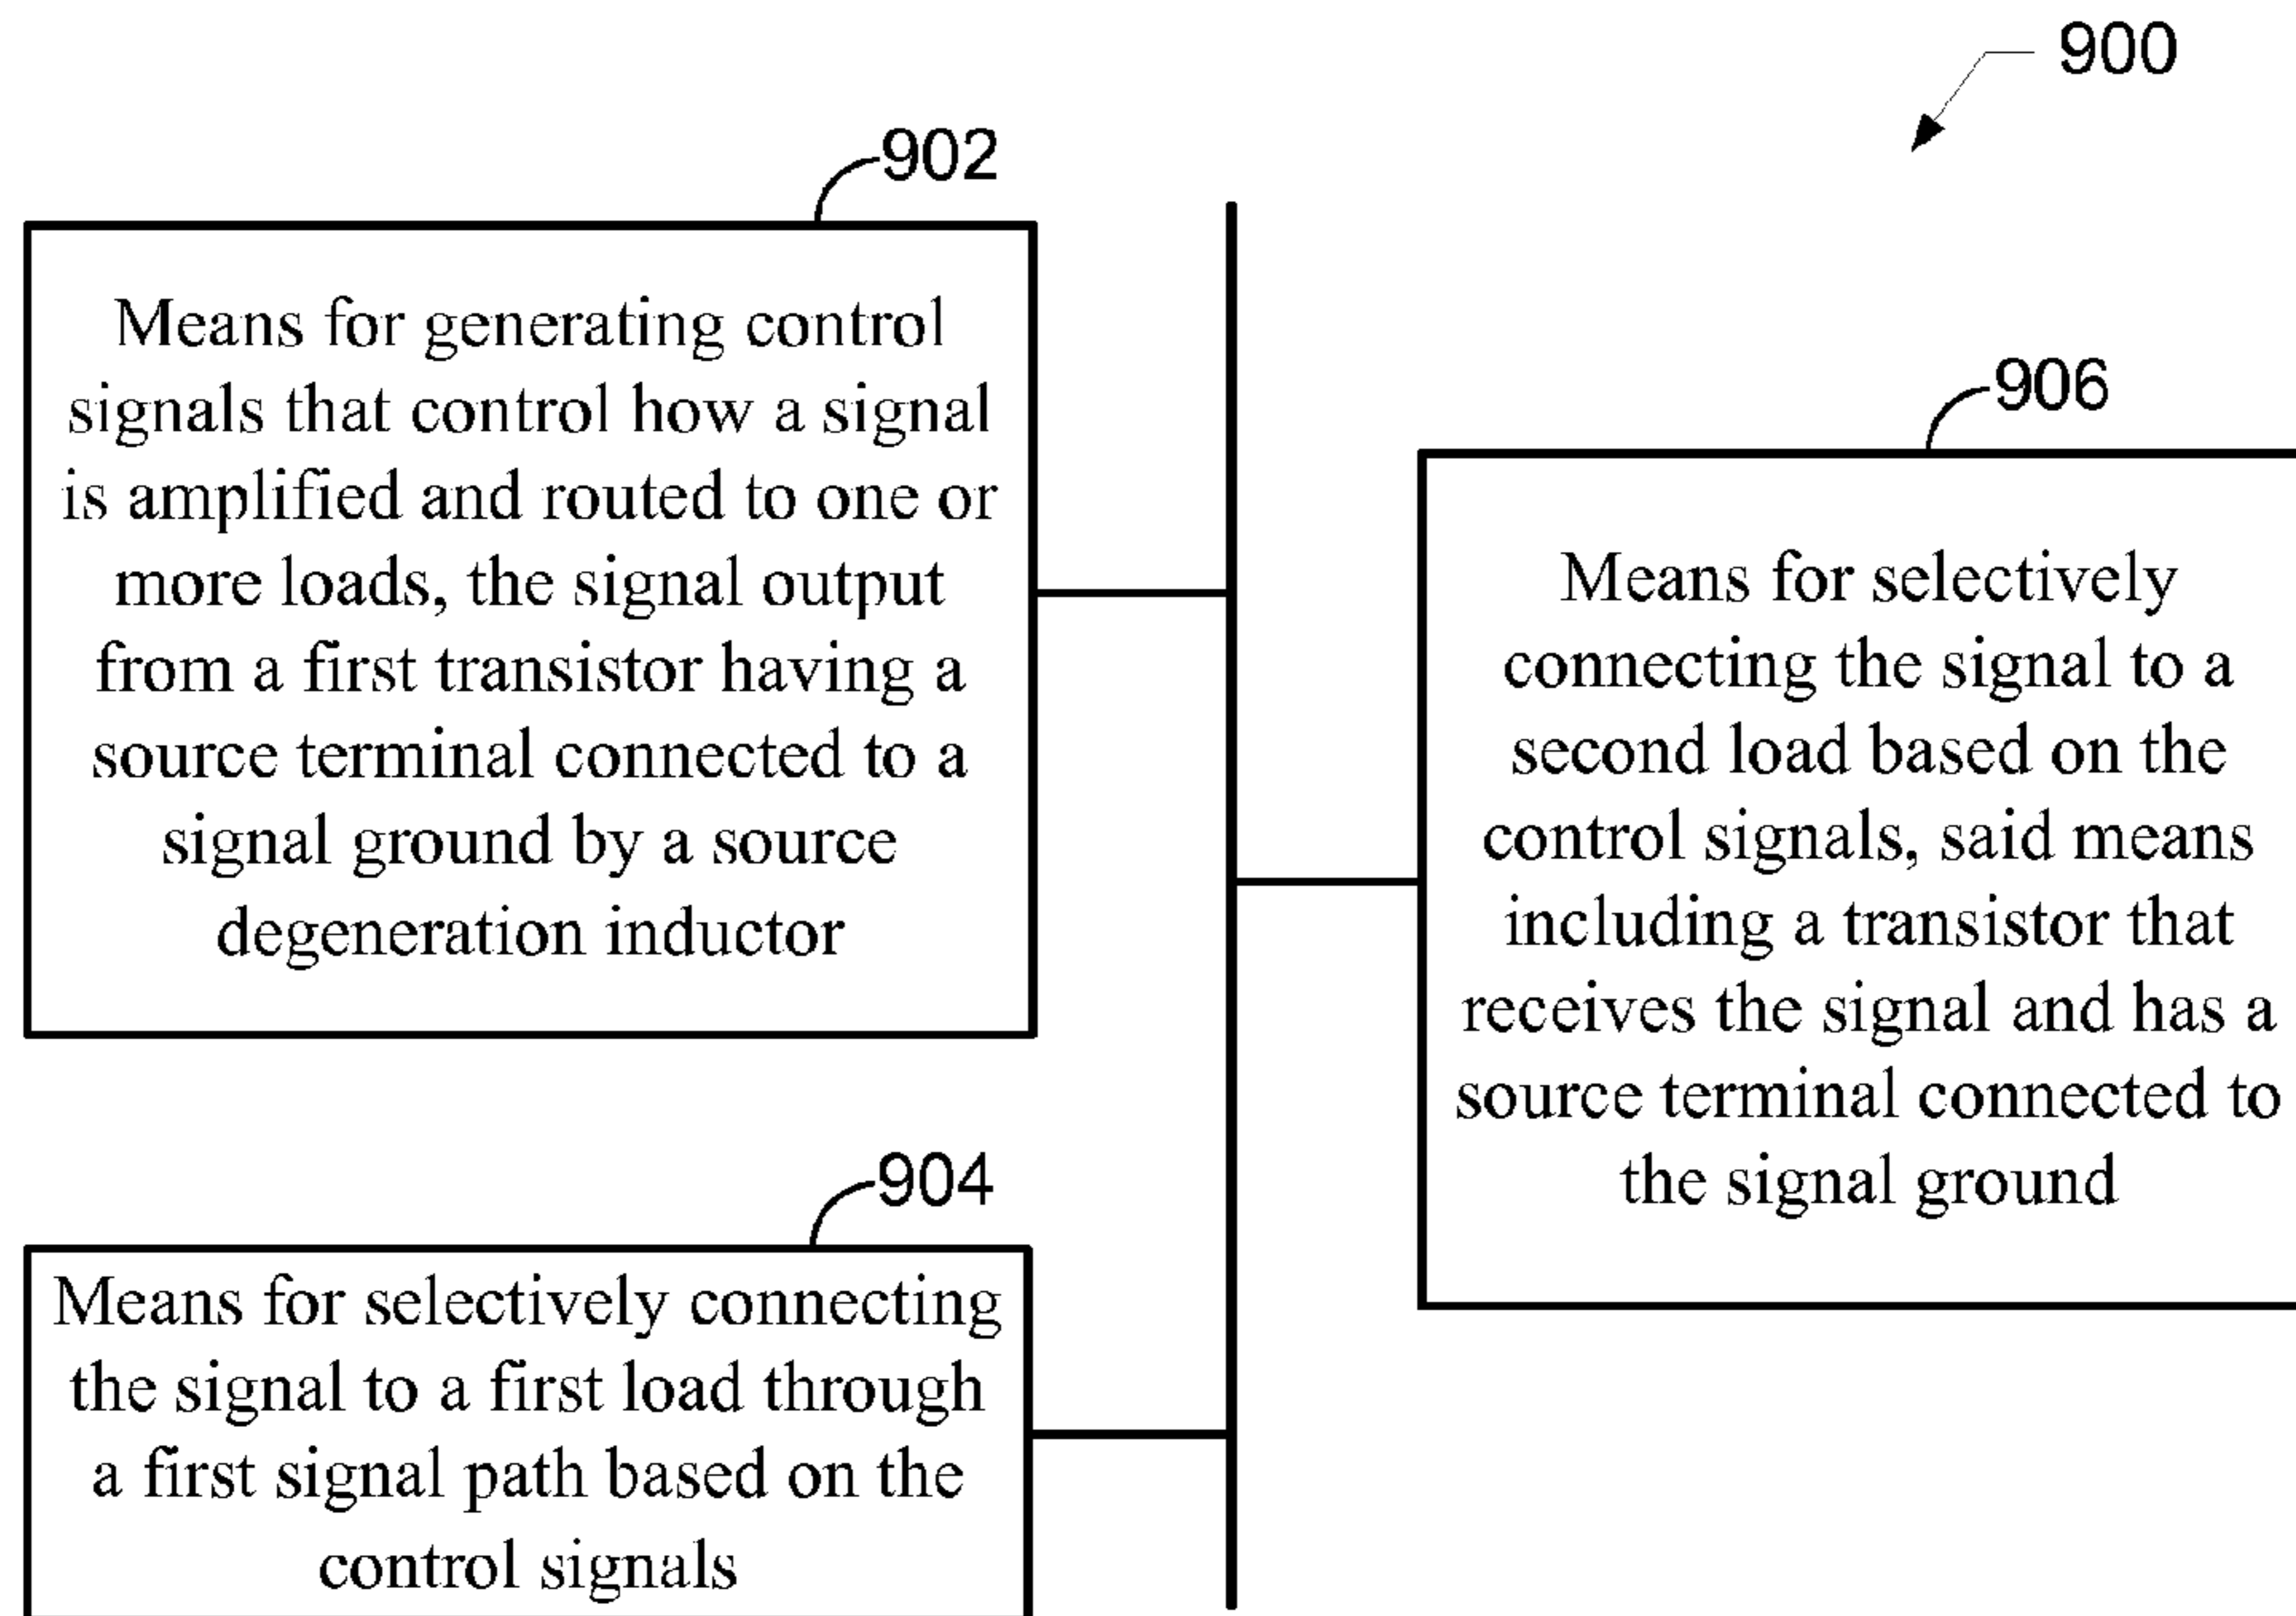 900
902
Means for generating control
signals that control how a signal
is amplified and routed to one or
more loads, the signal output
from a first transistor having a
source terminal connected to a
signal ground by a source
degeneration inductor
906
Means for selectively
connecting the signal to a
second load based on the
control signals, said means
including a transistor that
receives the signal and has a
source terminal connected to
the signal ground
904
Means for selectively connecting
the signal to a first load through
a first signal path based on the
control signals